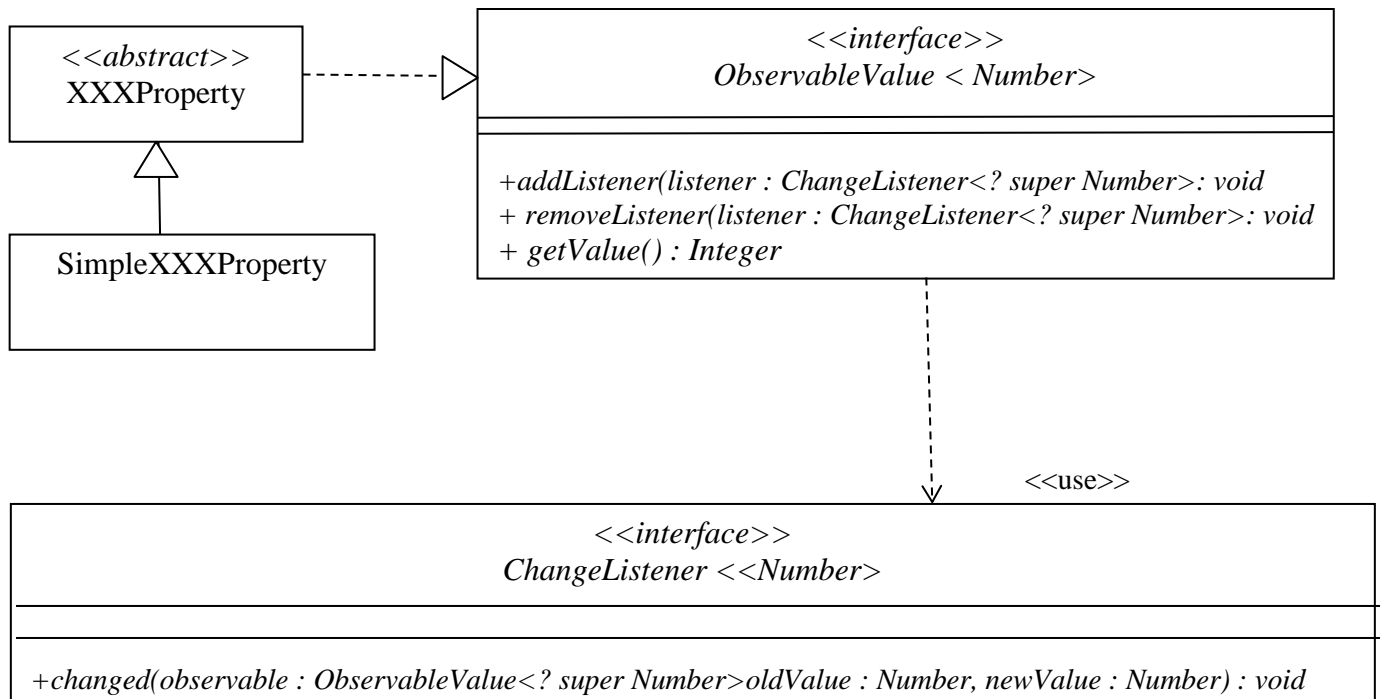 <<abstract>>
XXXProperty
<<interface>>
ObservableValue < Number>
+addListener(listener : ChangeListener<? super Number>: void
+ removeListener(listener : ChangeListener<? super Number>: void
+ getValue() : Integer
SimpleXXXProperty
<<use>>
<<interface>>
ChangeListener <<Number>
+changed(observable : ObservableValue<? super Number>oldValue : Number, newValue : Number) : void